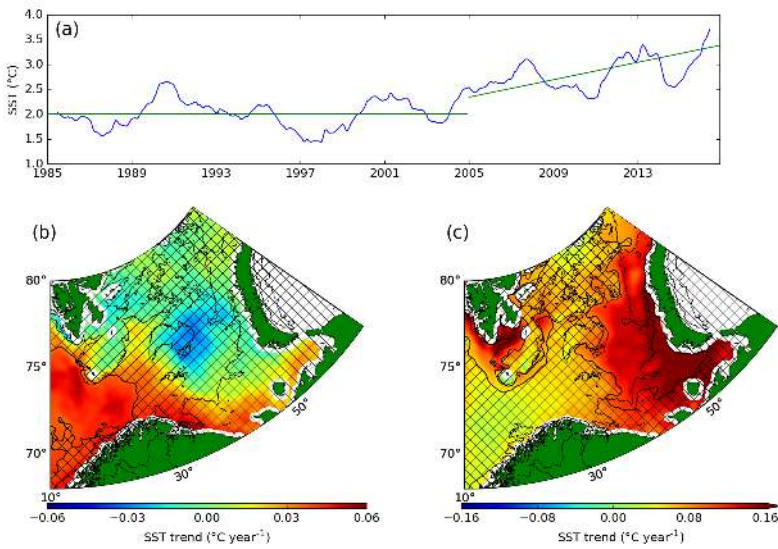 (a)
SST (°C)
4.0
3.5
3.0
2.5
2.0
1.5
1.0
1985 1989 1993 1997 2001 2005 2009 2013
(b)
80°
75°
70°
10°
30°
50°
−0.06 −0.03 0.00 0.03 0.06
SST trend (°C year⁻¹)
(c)
80°
75°
70°
10°
30°
50°
−0.16 −0.08 0.00 0.08 0.16
SST trend (°C year⁻¹)